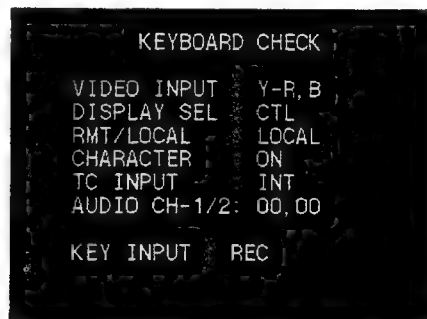 KEYBOARD CHECK
VIDEO INPUT Y-R,B
DISPLAY SEL CTL
RMT/LOCAL LOCAL
CHARACTER ON
TC INPUT INT
AUDIO CH-1/2: 00,00
KEY INPUT REC